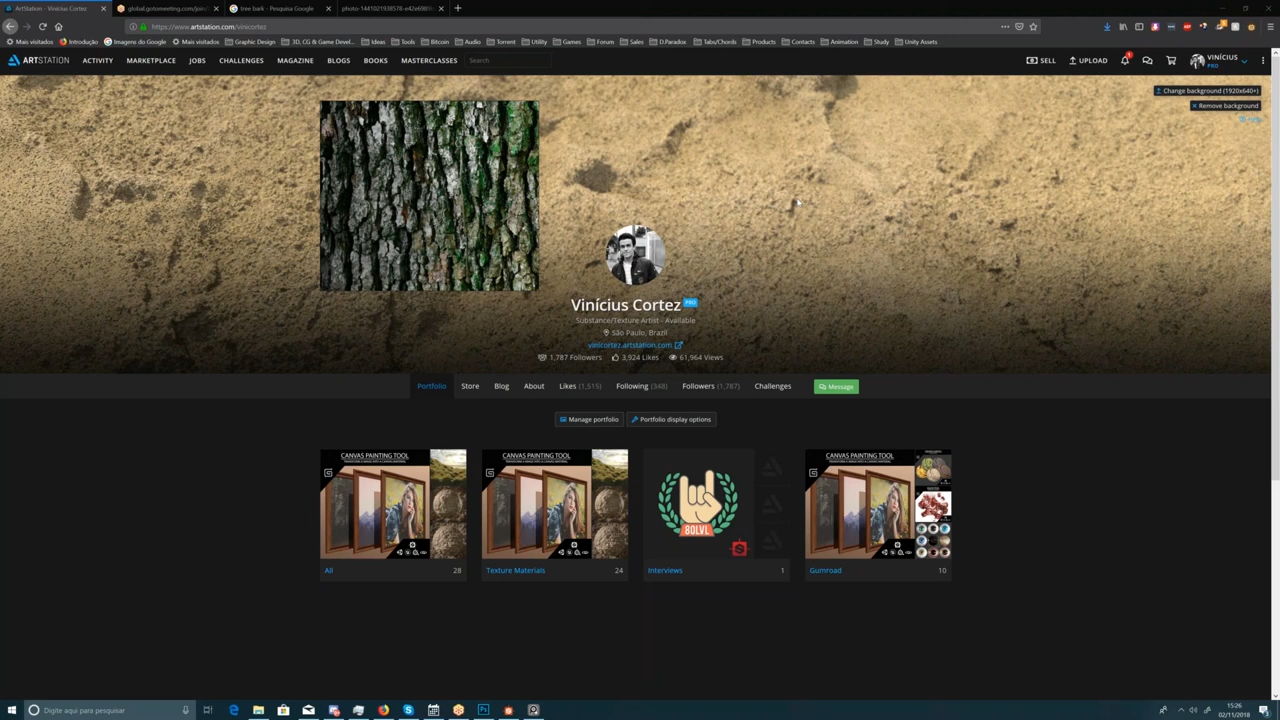 ArtStation - Vinícius Cortez
global.gotomeeting.com/join/
tree bark - Pesquisa Google
https://www.artstation.com/vinicortez
Mais visitados
Introdução
Imagens do Google
Mais visitados
Graphic Design
3D, CG & Game Devel...
Ideas
Tools
Bitcoin
Audio
Torrent
Utility
Games
Forum
Sales
D.Paradox
Tabs/Chords
Products
Contacts
Animation
Study
Unity Assets
ARTSTATION
ACTIVITY
MARKETPLACE
JOBS
CHALLENGES
MAGAZINE
BLOGS
BOOKS
MASTERCLASSES
Search
SELL
UPLOAD
VINÍCIUS
PRO
Change background (1920x640+)
Remove background
Vinícius Cortez PRO
Substance/Texture Artist - Available
São Paulo, Brazil
vinicortez.artstation.com
1,787 Followers
3,924 Likes
61,964 Views
Portfolio
Store
Blog
About
Likes (1,515)
Following (348)
Followers (1,787)
Challenges
Message
Manage portfolio
Portfolio display options
CANVAS PAINTING TOOL
CANVAS PAINTING TOOL
80LVL
CANVAS PAINTING TOOL
All 28
Texture Materials 24
Interviews 1
Gumroad 10
Digite aqui para pesquisar
15:26
02/11/2018